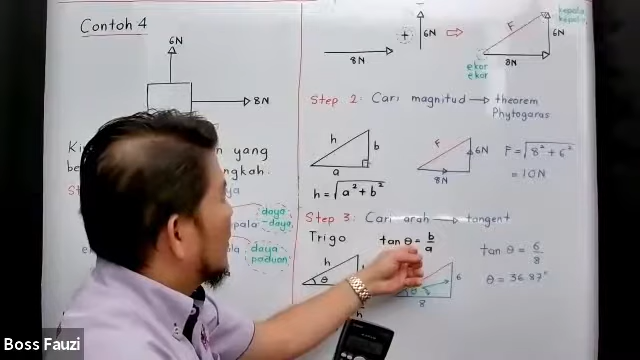 Contoh 4
6N
8N
yang
ngkah.
daya
-daya
daya
paduan
8N
+
6N
F
6N
8N
kepala
kepala
ekor
ekor
Step 2: Cari magnitud → theorem
Phytogaras
h
b
a
h = √a² + b²
F
6N
8N
F = √8² + 6²
= 10N
Step 3: Cari arah → tangent
Trigo
tan θ = b/a
h
θ
θ
6
8
tan θ = 6/8
θ = 36.87°
Boss Fauzi